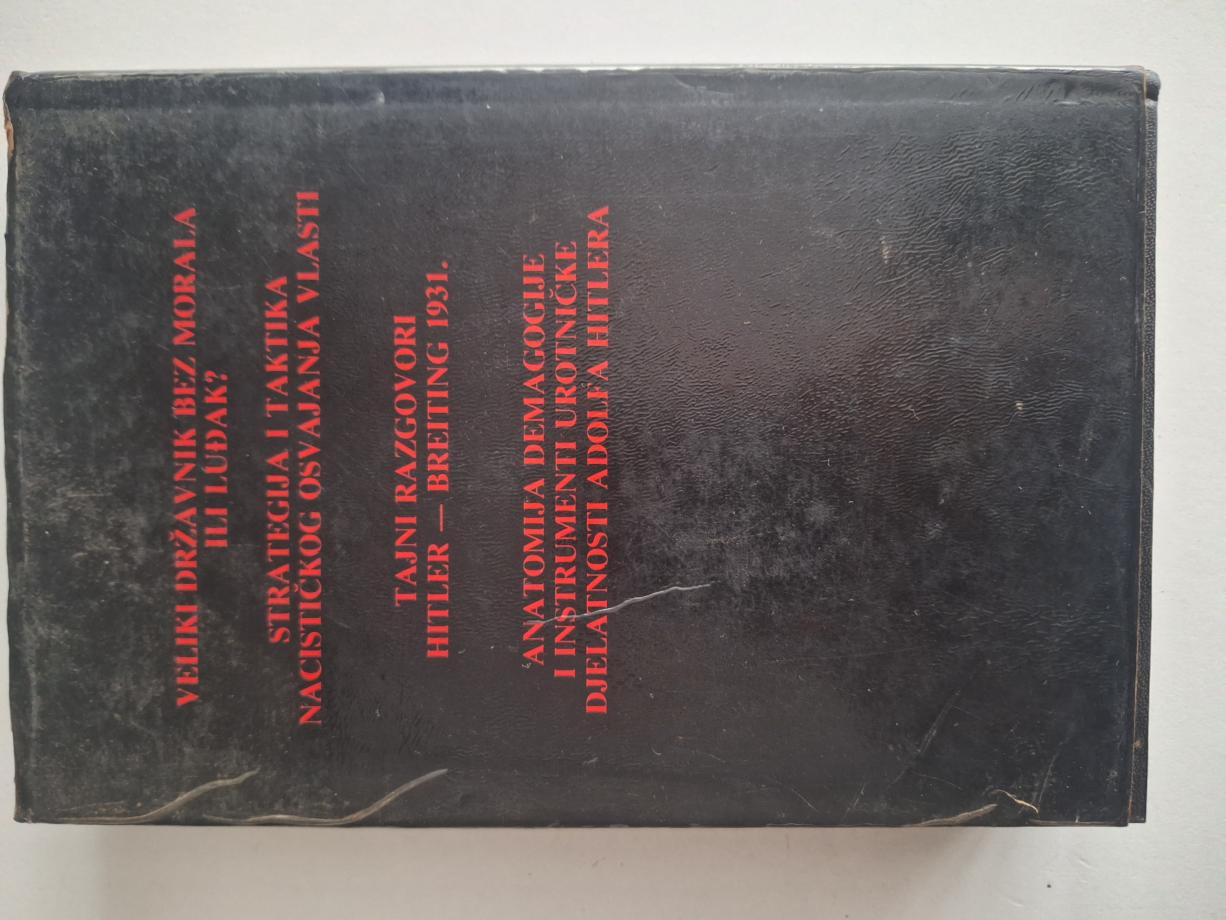 VELIKI DRŽAVNIK BEZ MORALA
ILI LUĐAK?
STRATEGIJA I TAKTIKA
NACISTIČKOG OSVAJANJA VLASTI
TAJNI RAZGOVORI
HITLER — BREITING 1931.
ANATOMIJA DEMAGOGIJE
I INSTRUMENTI UROTNIČKE
DJELATNOSTI ADOLFA HITLERA